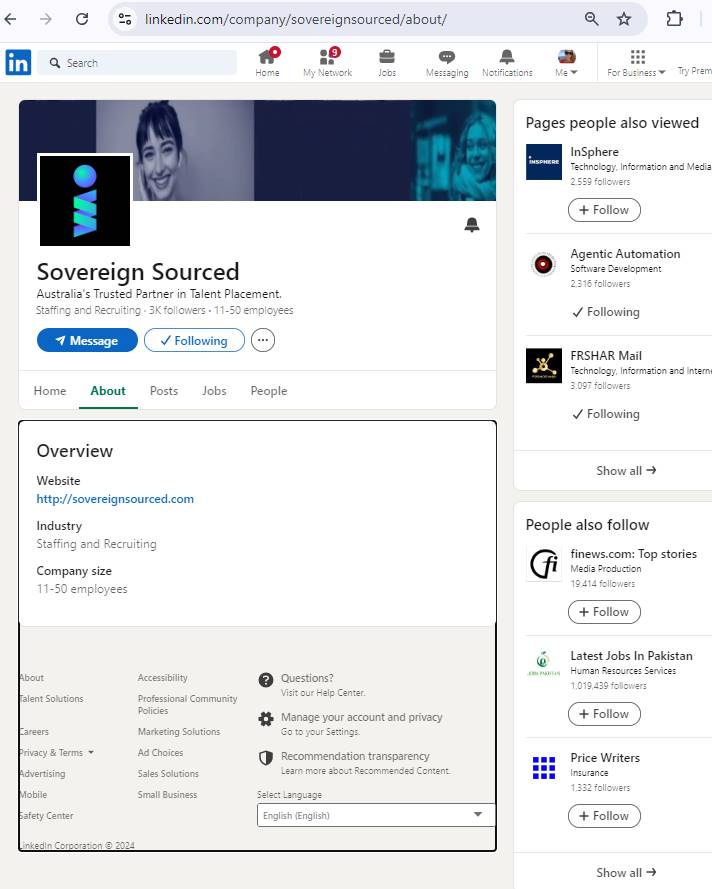 linkedin.com/company/sovereignsourced/about/
in
Search
Home
9
My Network
Jobs
Messaging
Notifications
Me
For Business
Try Prem
Sovereign Sourced
Australia's Trusted Partner in Talent Placement.
Staffing and Recruiting · 3K followers · 11-50 employees
Message
Following
Home
About
Posts
Jobs
People
Overview
Website
http://sovereignsourced.com
Industry
Staffing and Recruiting
Company size
11-50 employees
About
Accessibility
Talent Solutions
Professional Community
Policies
Careers
Marketing Solutions
Privacy & Terms
Ad Choices
Advertising
Sales Solutions
Mobile
Small Business
Safety Center
Questions?
Visit our Help Center.
Manage your account and privacy
Go to your Settings.
Recommendation transparency
Learn more about Recommended Content.
Select Language
English (English)
LinkedIn Corporation © 2024
Pages people also viewed
INSPHERE
InSphere
Technology, Information and Media
2,559 followers
+ Follow
Agentic Automation
Software Development
2,316 followers
Following
FRSHAR Mail
Technology, Information and Intern
3,097 followers
Following
Show all
People also follow
fi
finews.com: Top stories
Media Production
19,414 followers
+ Follow
JOBS PAKISTAN
Latest Jobs In Pakistan
Human Resources Services
1,019,439 followers
+ Follow
Price Writers
Insurance
1,332 followers
+ Follow
Show all